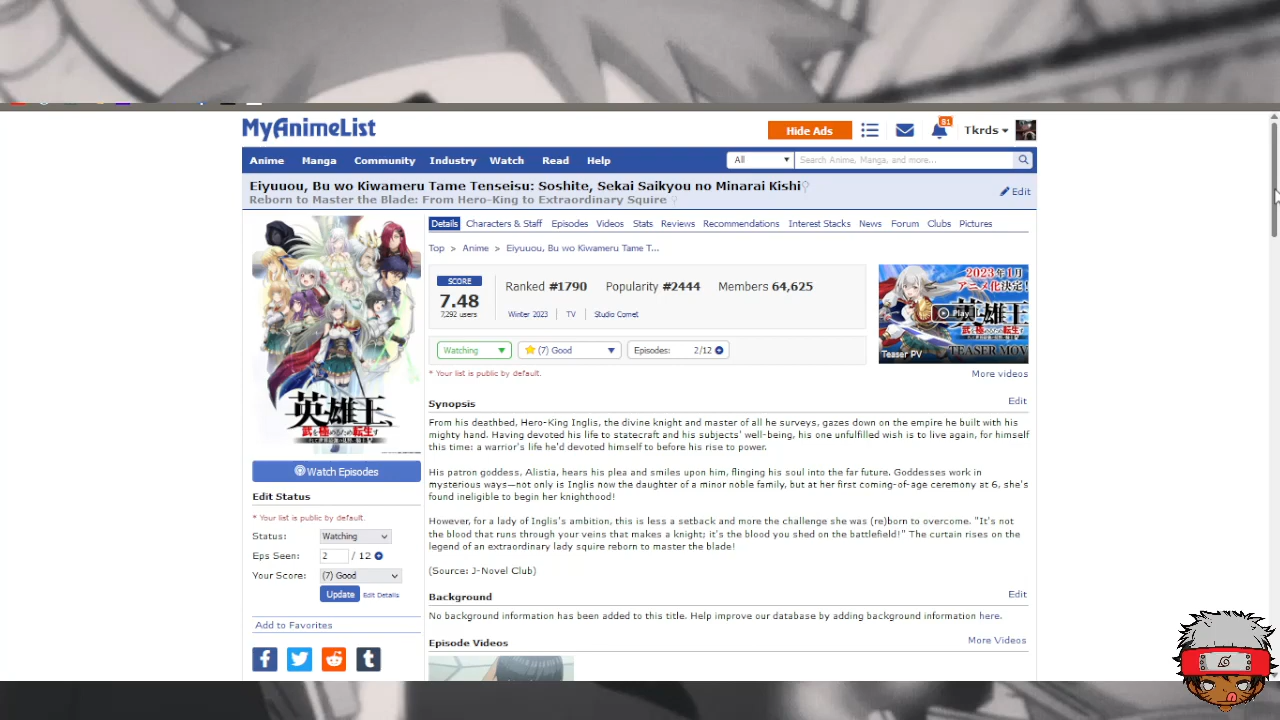 MyAnimeList
Hide Ads
81
Tkrds
Anime Manga Community Industry Watch Read Help
All
Search Anime, Manga, and more...
Eiyuuou, Bu wo Kiwameru Tame Tenseisu: Soshite, Sekai Saikyou no Minarai Kishi
Reborn to Master the Blade: From Hero-King to Extraordinary Squire
Edit
Details Characters & Staff Episodes Videos Stats Reviews Recommendations Interest Stacks News Forum Clubs Pictures
Top > Anime > Eiyuuou, Bu wo Kiwameru Tame T...
SCORE
7.48
7,292 users
Ranked #1790 Popularity #2444 Members 64,625
Winter 2023 | TV | Studio Comet
Watching
(7) Good
Episodes: 2/12
* Your list is public by default.
2023年1月
アニメ化決定!
英雄王
Play
Teaser PV
TEASER MOV
More videos
英雄王、
武を極めるため転生す
Watch Episodes
Edit Status
* Your list is public by default.
Status: Watching
Eps Seen: 2 / 12
Your Score: (7) Good
Update Edit Details
Add to Favorites
Synopsis
Edit
From his deathbed, Hero-King Inglis, the divine knight and master of all he surveys, gazes down on the empire he built with his
mighty hand. Having devoted his life to statecraft and his subjects' well-being, his one unfulfilled wish is to live again, for himself
this time: a warrior's life he'd devoted himself to before his rise to power.
His patron goddess, Alistia, hears his plea and smiles upon him, flinging his soul into the far future. Goddesses work in
mysterious ways—not only is Inglis now the daughter of a minor noble family, but at her first coming-of-age ceremony at 6, she's
found ineligible to begin her knighthood!
However, for a lady of Inglis's ambition, this is less a setback and more the challenge she was (re)born to overcome. "It's not
the blood that runs through your veins that makes a knight; it's the blood you shed on the battlefield!" The curtain rises on the
legend of an extraordinary lady squire reborn to master the blade!
(Source: J-Novel Club)
Background
Edit
No background information has been added to this title. Help improve our database by adding background information here.
Episode Videos
More Videos